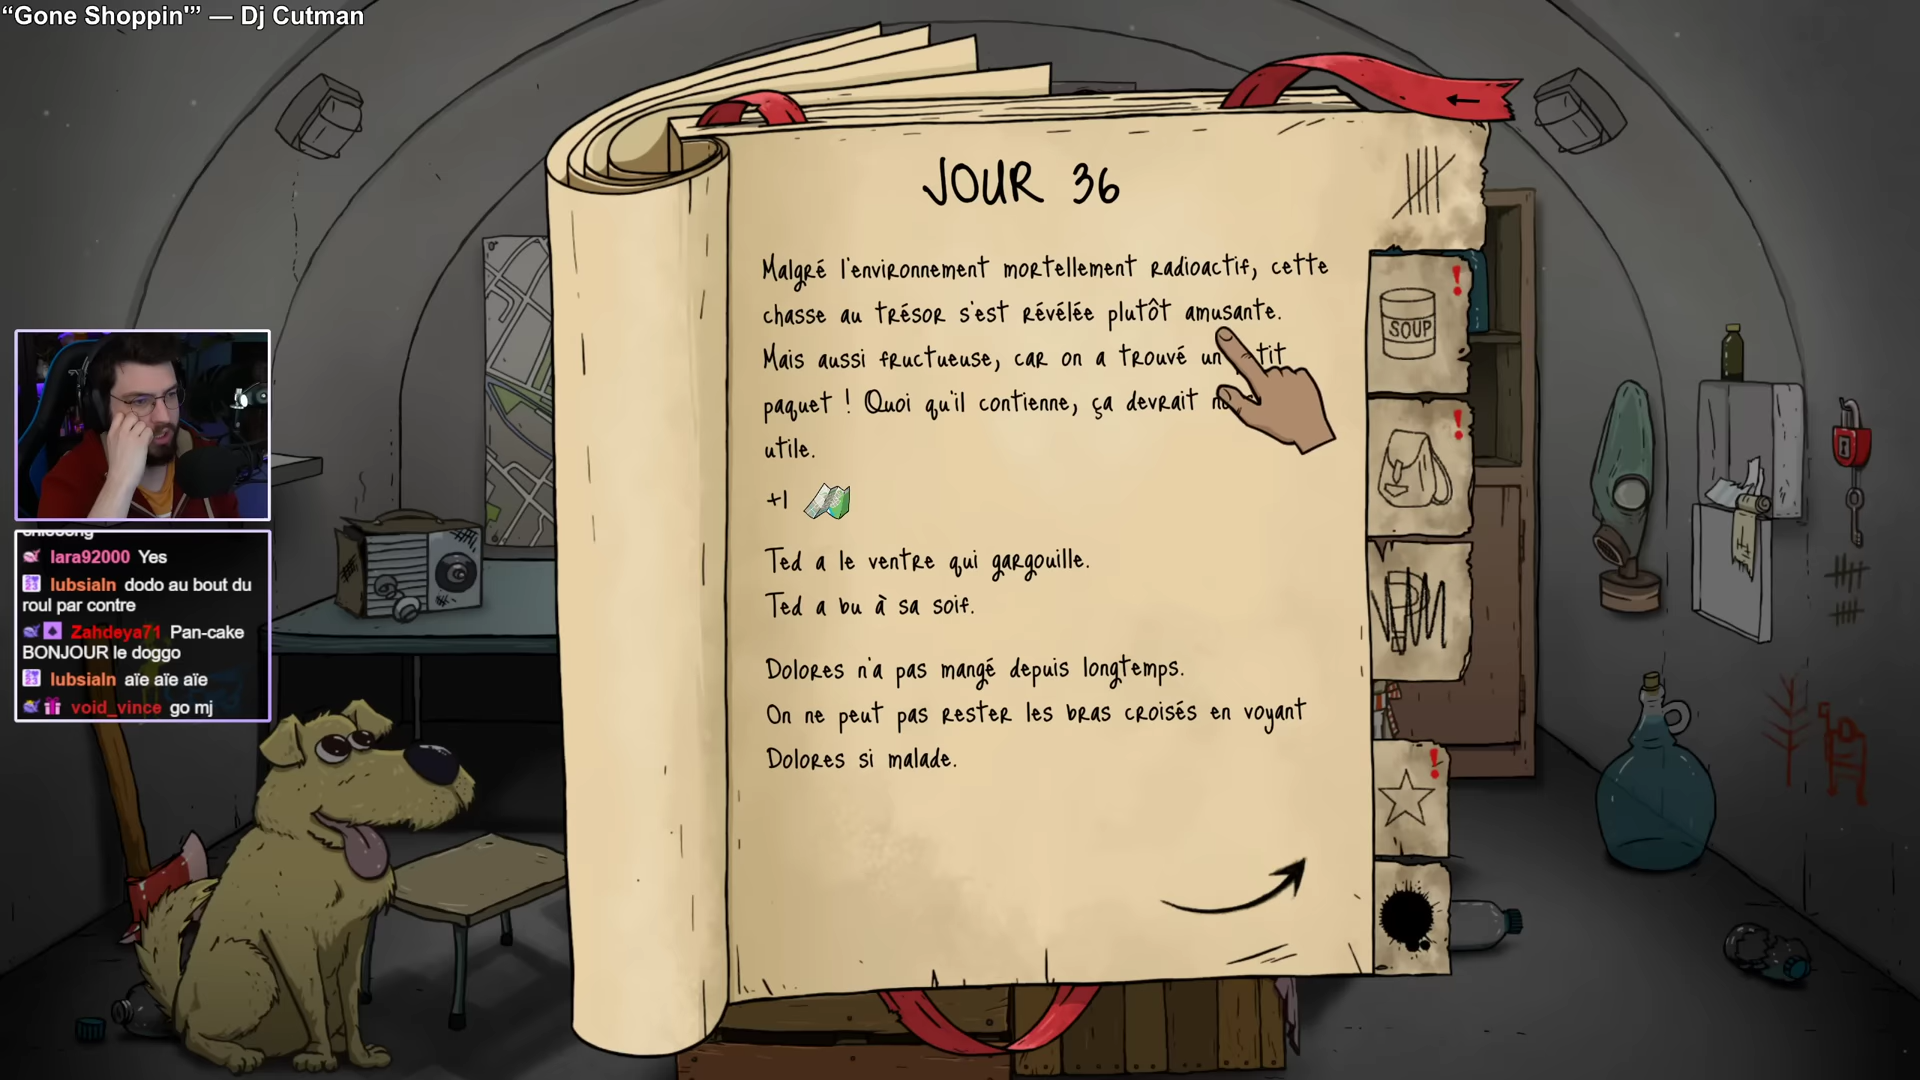 “Gone Shoppin'” — Dj Cutman
JOUR 36
Malgré l'environnement mortellement radioactif, cette
chasse au trésor s'est révélée plutôt amusante.
Mais aussi fructueuse, car on a trouvé un
paquet ! Quoi qu'il contienne, ça devrait
utile.
+1
Ted a le ventre qui gargouille.
Ted a bu à sa soif.
Dolores n'a pas mangé depuis longtemps.
On ne peut pas rester les bras croisés en voyant
Dolores si malade.
SOUP
lara92000 Yes
lubsialn dodo au bout du
roul par contre
Zahdeya71 Pan-cake
BONJOUR le doggo
lubsialn aïe aïe aïe
void_vince go mj